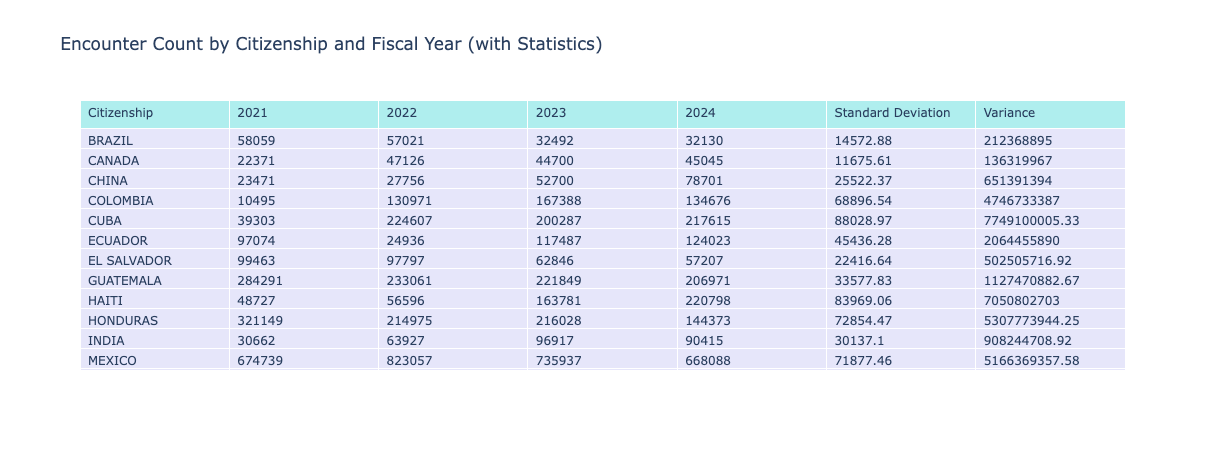 Encounter Count by Citizenship and Fiscal Year (with Statistics)
Citizenship 2021 2022 2023 2024 Standard Deviation Variance
BRAZIL 58059 57021 32492 32130 14572.88 212368895
CANADA 22371 47126 44700 45045 11675.61 136319967
CHINA 23471 27756 52700 78701 25522.37 651391394
COLOMBIA 10495 130971 167388 134676 68896.54 4746733387
CUBA 39303 224607 200287 217615 88028.97 7749100005.33
ECUADOR 97074 24936 117487 124023 45436.28 2064455890
EL SALVADOR 99463 97797 62846 57207 22416.64 502505716.92
GUATEMALA 284291 233061 221849 206971 33577.83 1127470882.67
HAITI 48727 56596 163781 220798 83969.06 7050802703
HONDURAS 321149 214975 216028 144373 72854.47 5307773944.25
INDIA 30662 63927 96917 90415 30137.1 908244708.92
MEXICO 674739 823057 735937 668088 71877.46 5166369357.58